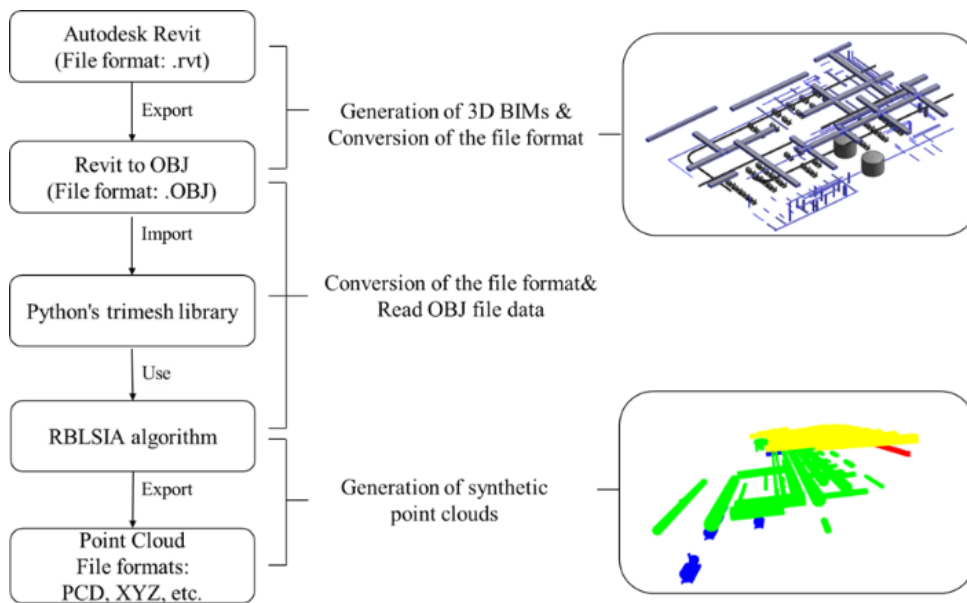 Autodesk Revit
(File format: .rvt)
Export
Revit to OBJ
(File format: .OBJ)
Import
Python's trimesh library
Use
RBLSIA algorithm
Export
Point Cloud
File formats:
PCD, XYZ, etc.
Generation of 3D BIMs &
Conversion of the file format
Conversion of the file format&
Read OBJ file data
Generation of synthetic
point clouds